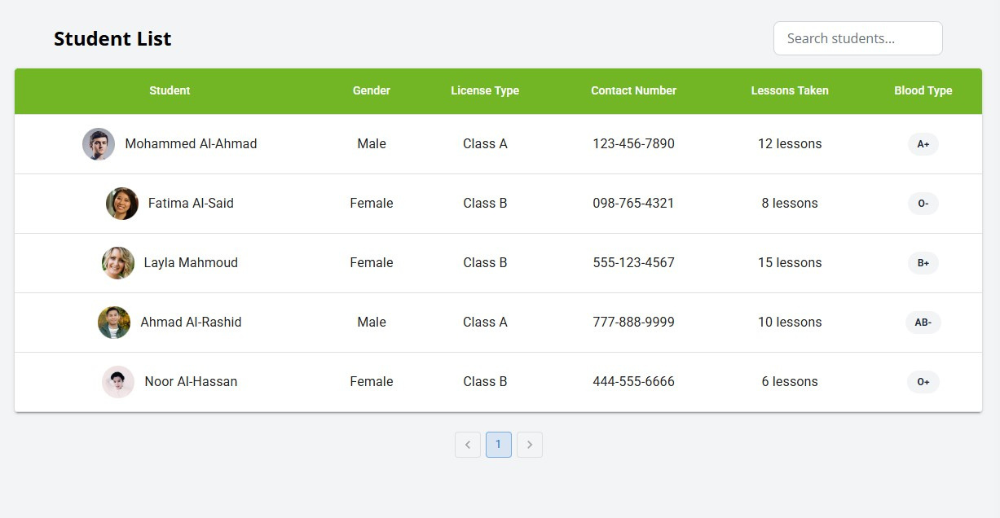 Student List
Search students...
Student Gender License Type Contact Number Lessons Taken Blood Type
Mohammed Al-Ahmad Male Class A 123-456-7890 12 lessons A+
Fatima Al-Said Female Class B 098-765-4321 8 lessons O-
Layla Mahmoud Female Class B 555-123-4567 15 lessons B+
Ahmad Al-Rashid Male Class A 777-888-9999 10 lessons AB-
Noor Al-Hassan Female Class B 444-555-6666 6 lessons O+
1